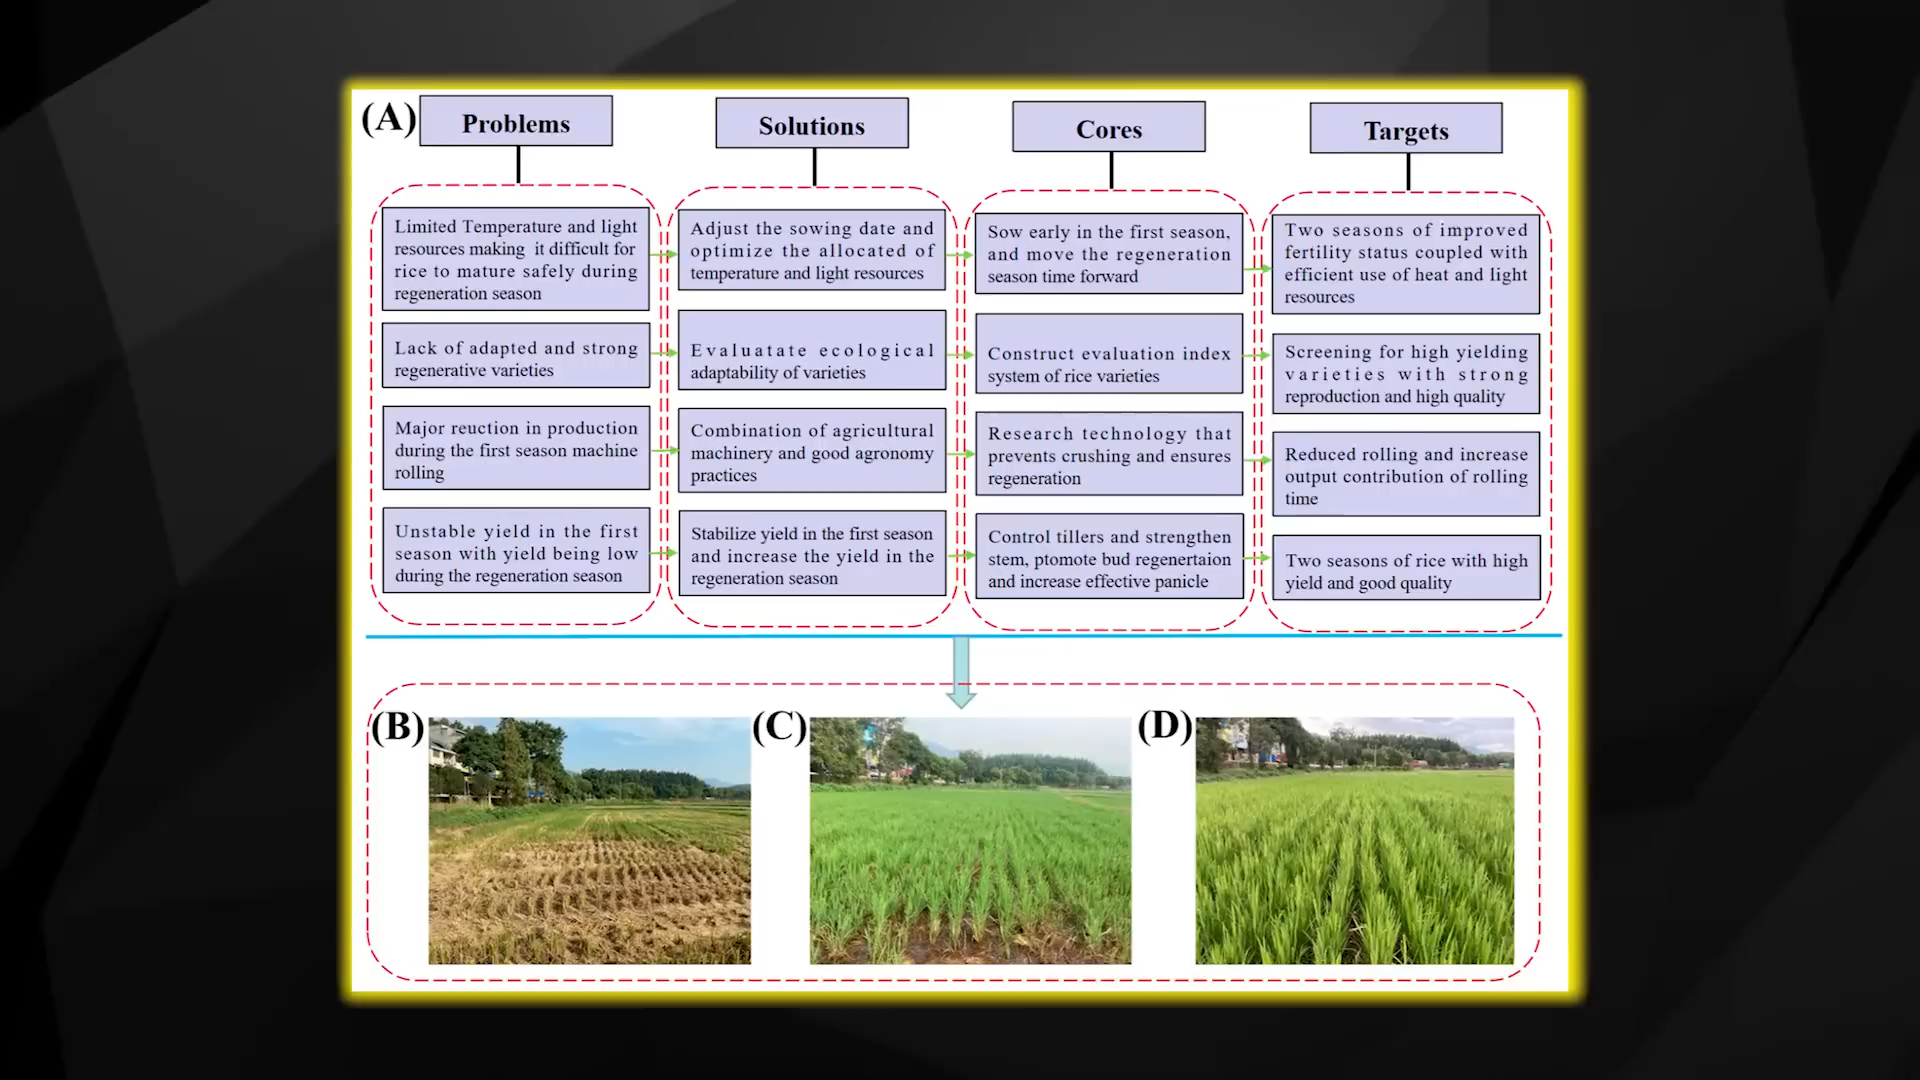 (A)
Problems
Solutions
Cores
Targets
Limited Temperature and light
resources making it difficult for
rice to mature safely during
regeneration season
Adjust the sowing date and
optimize the allocated of
temperature and light resources
Sow early in the first season,
and move the regeneration
season time forward
Two seasons of improved
fertility status coupled with
efficient use of heat and light
resources
Lack of adapted and strong
regenerative varieties
Evaluatate ecological
adaptability of varieties
Construct evaluation index
system of rice varieties
Screening for high yielding
varieties with strong
reproduction and high quality
Major reuction in production
during the first season machine
rolling
Combination of agricultural
machinery and good agronomy
practices
Research technology that
prevents crushing and ensures
regeneration
Reduced rolling and increase
output contribution of rolling
time
Unstable yield in the first
season with yield being low
during the regeneration season
Stabilize yield in the first season
and increase the yield in the
regeneration season
Control tillers and strengthen
stem, ptomote bud regenertaion
and increase effective panicle
Two seasons of rice with high
yield and good quality
(B)
(C)
(D)